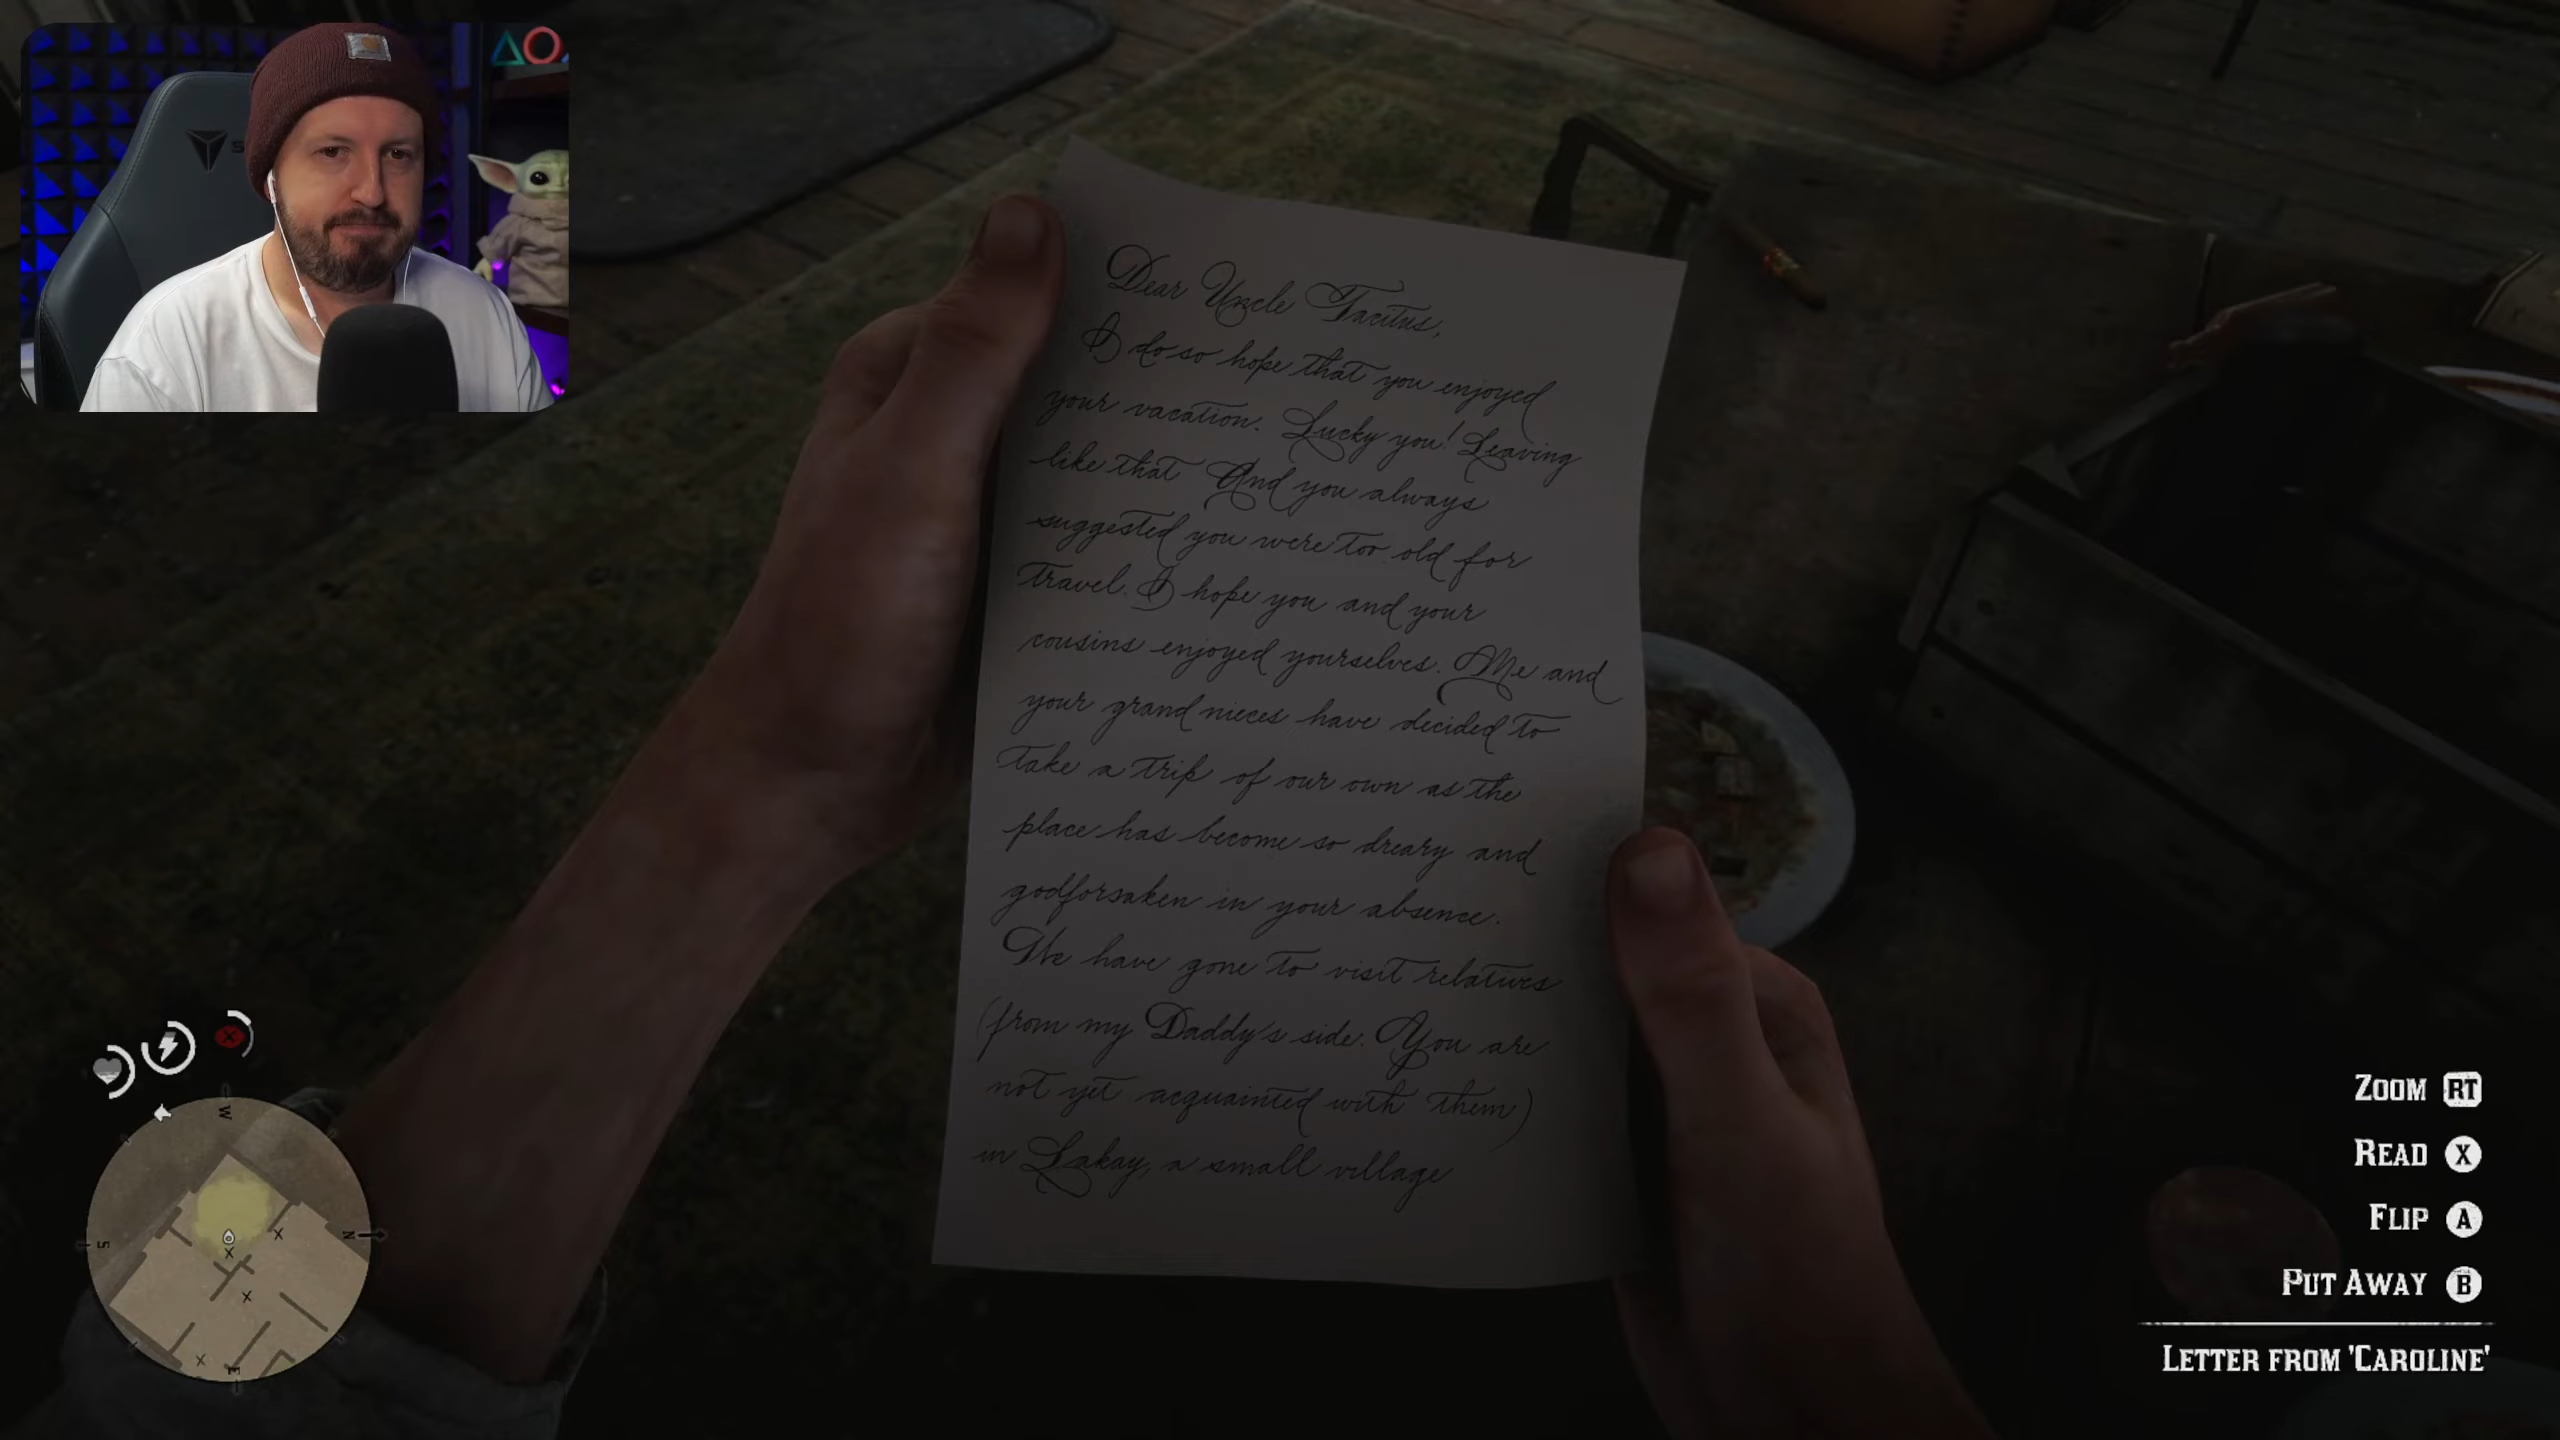 Dear Uncle Tacitus,
I do so hope that you enjoyed
your vacation. Lucky you! Leaving
like that And you always
suggested you were too old for
travel. I hope you and your
cousins enjoyed yourselves. Me and
your grand nieces have decided to
take a trip of our own as the
place has become so dreary and
godforsaken in your absence.
We have gone to visit relatives
(from my Daddy's side. You are
not yet acquainted with them)
in Lakay, a small village
W
S
N
E
ZOOM RT
READ X
FLIP A
PUT AWAY B
LETTER FROM 'CAROLINE'